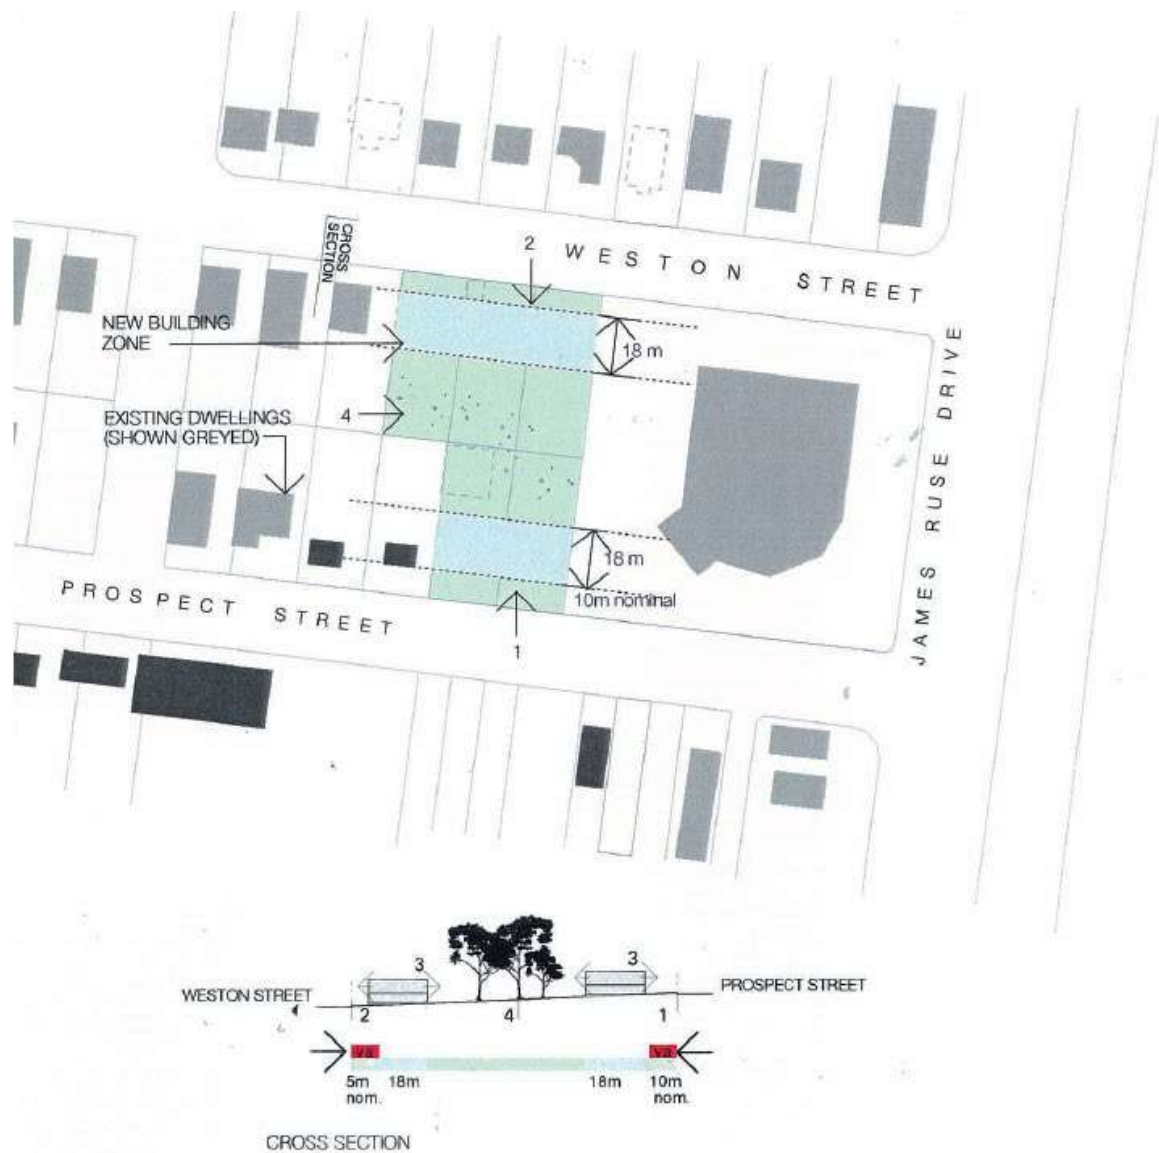 2
WESTON STREET
CROSS
SECTION
NEW BUILDING
ZONE
18 m
4
EXISTING DWELLINGS
(SHOWN GREYED)
JAMES RUSE DRIVE
18 m
10m nominal
PROSPECT STREET
1
3
3
WESTON STREET
PROSPECT STREET
2
4
1
va
va
5m
nom.
18m
18m
10m
nom.
CROSS SECTION